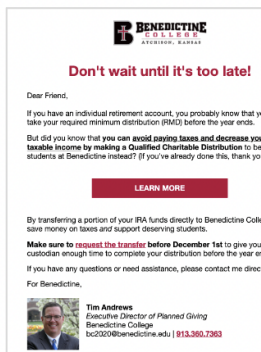 BENEDICTINE
COLLEGE
ATCHISON, KANSAS
Don't wait until it's too late!
Dear Friend,
If you have an individual retirement account, you probably know that
take your required minimum distribution (RMD) before the year ends.
But did you know that you can avoid paying taxes and decrease
taxable income by making a Qualified Charitable Distribution to
students at Benedictine instead? (If you've already done this, thank
LEARN MORE
By transferring a portion of your IRA funds directly to Benedictine
save money on taxes and support deserving students.
Make sure to request the transfer before December 1st to give
custodian enough time to complete your distribution before the year
If you have any questions or need assistance, please contact me
For Benedictine,
Tim Andrews
Executive Director of Planned Giving
Benedictine College
bc2020@benedictine.edu | 913.360.7363